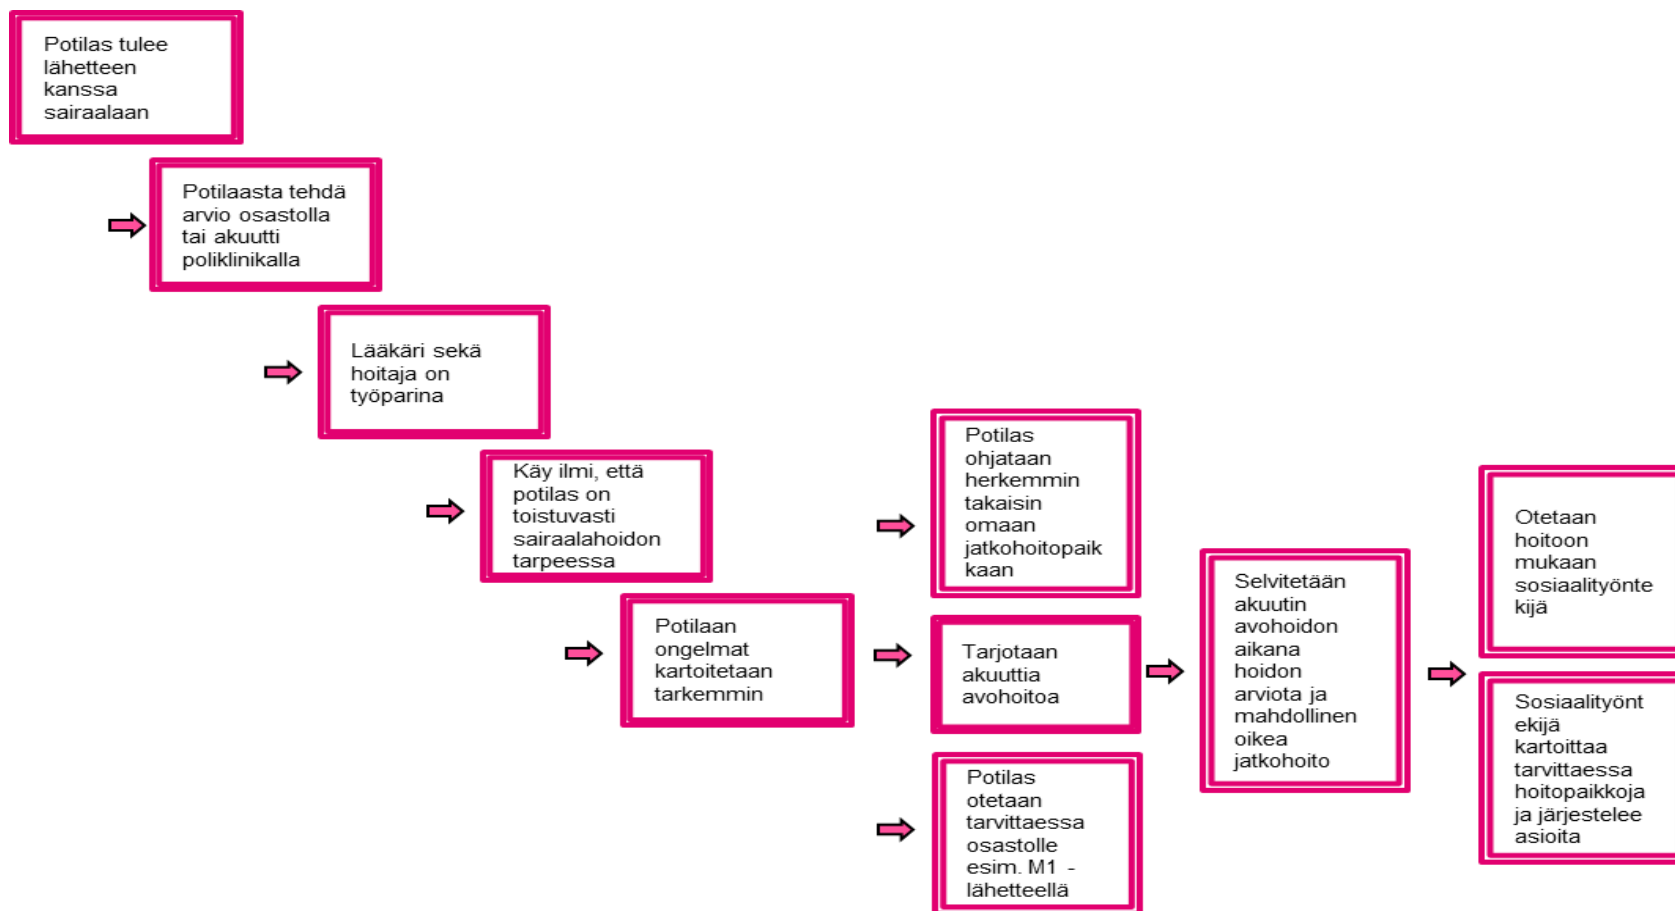 Potilas tulee
lähetteen
kanssa
sairaalaan
Potilaasta tehdä
arvio osastolla
tai akuutti
poliklinikalla
Lääkäri sekä
hoitaja on
työparina
Käy ilmi, että
potilas on
toistuvasti
sairaalahoidon
tarpeessa
Potilaan
ongelmat
kartoitetaan
tarkemmin
Potilas
ohjataan
herkemmin
takaisin
omaan
jatkohoitopaik
kaan
Tarjotaan
akuuttia
avohoitoa
Potilas
otetaan
tarvittaessa
osastolle
esim. M1 -
lähetteellä
Selvitetään
akuutin
avohoidon
aikana
hoidon
arviota ja
mahdollinen
oikea
jatkohoito
Otetaan
hoitoon
mukaan
sosiaalityönte
kijä
Sosiaalityönt
ekijä
kartoittaa
tarvittaessa
hoitopaikkoja
ja järjestelee
asioita